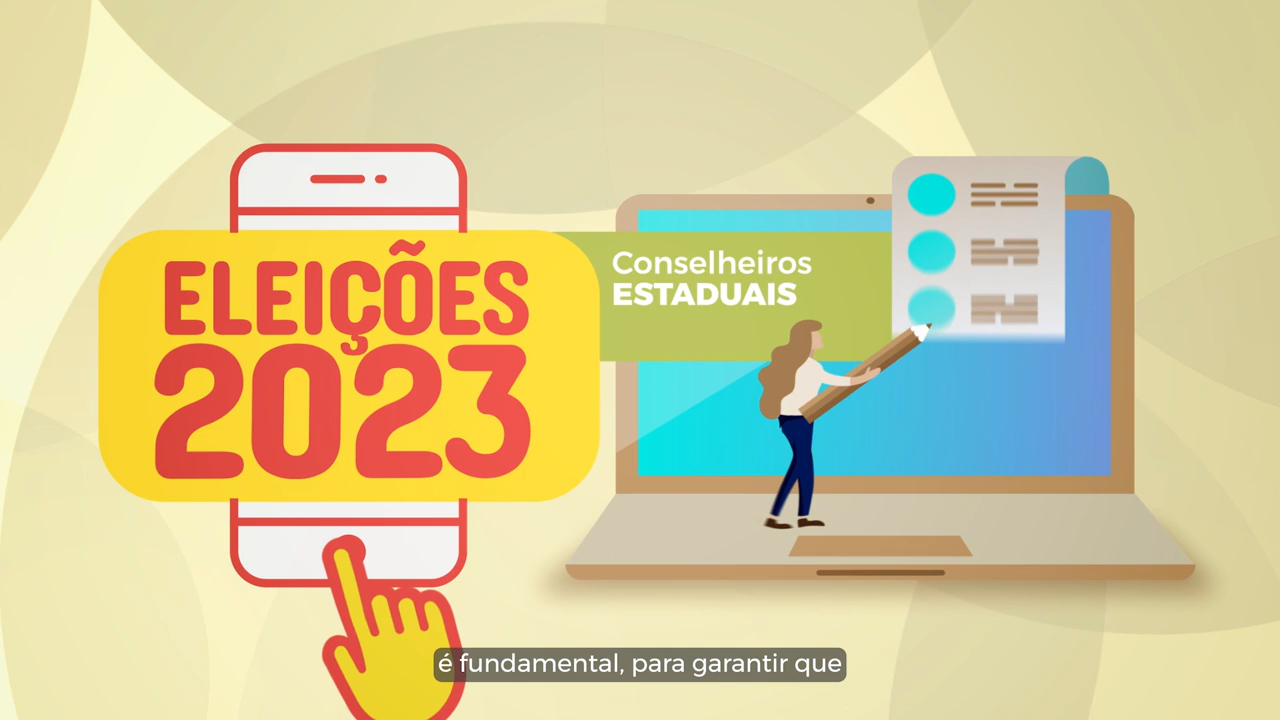 ELEIÇÕES
2023
Conselheiros
ESTADUAIS
é fundamental, para garantir que